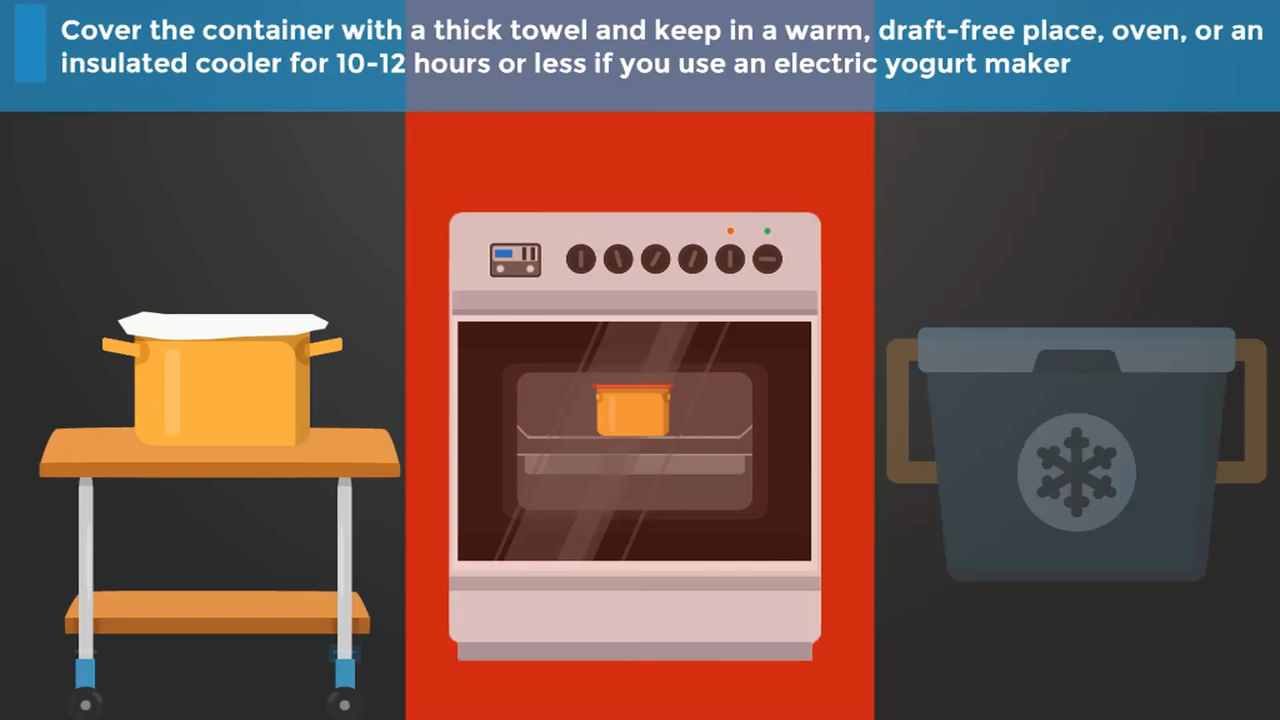 Cover the container with a thick towel and keep in a warm, draft-free place, oven, or an
insulated cooler for 10-12 hours or less if you use an electric yogurt maker